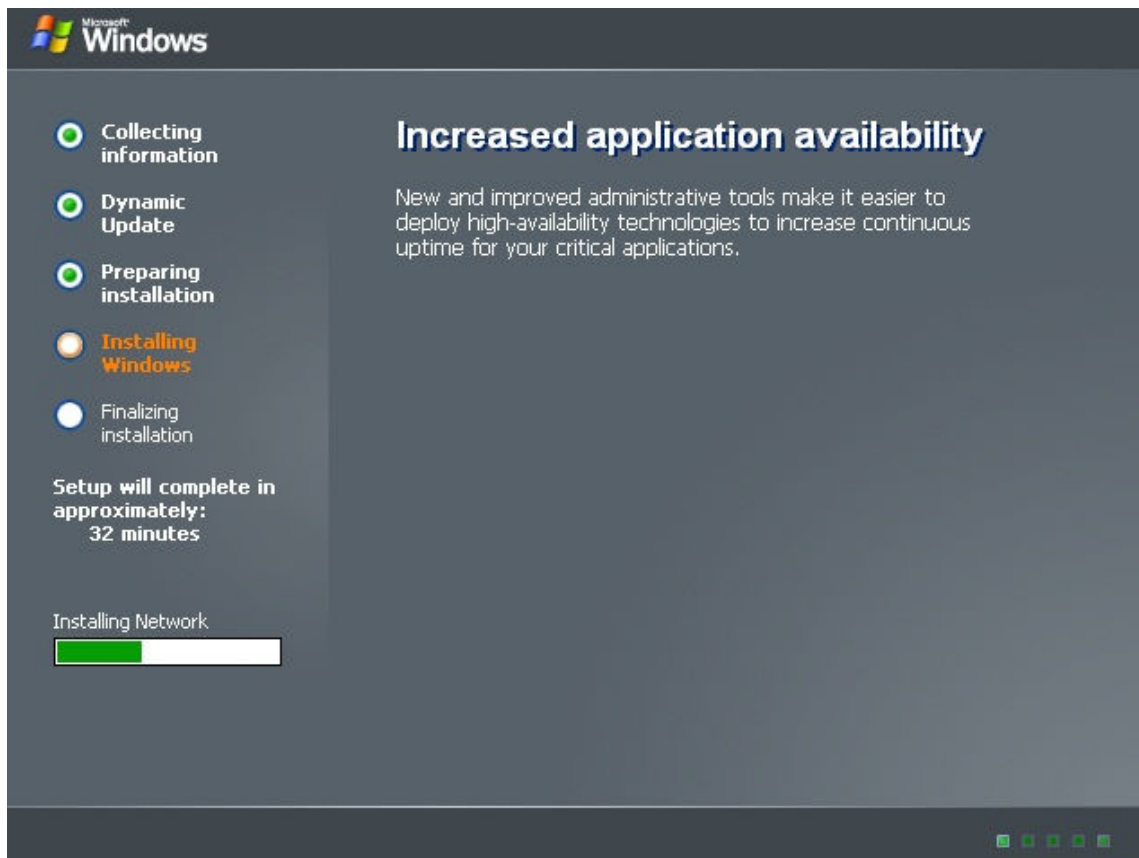 Microsoft
Windows
Collecting
information
Dynamic
Update
Preparing
installation
Installing
Windows
Finalizing
installation
Setup will complete in
approximately:
32 minutes
Installing Network
Increased application availability
New and improved administrative tools make it easier to
deploy high-availability technologies to increase continuous
uptime for your critical applications.